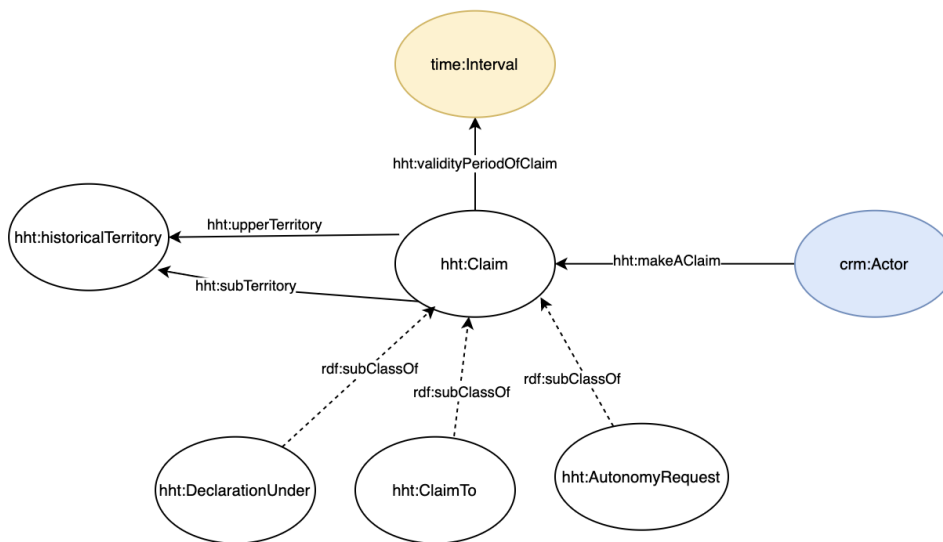 time:Interval
hht:validityPeriodOfClaim
hht:upperTerritory
hht:historicalTerritory
hht:Claim
hht:makeAClaim
crm:Actor
hht:subTerritory
rdf:subClassOf
rdf:subClassOf
rdf:subClassOf
hht:DeclarationUnder
hht:ClaimTo
hht:AutonomyRequest